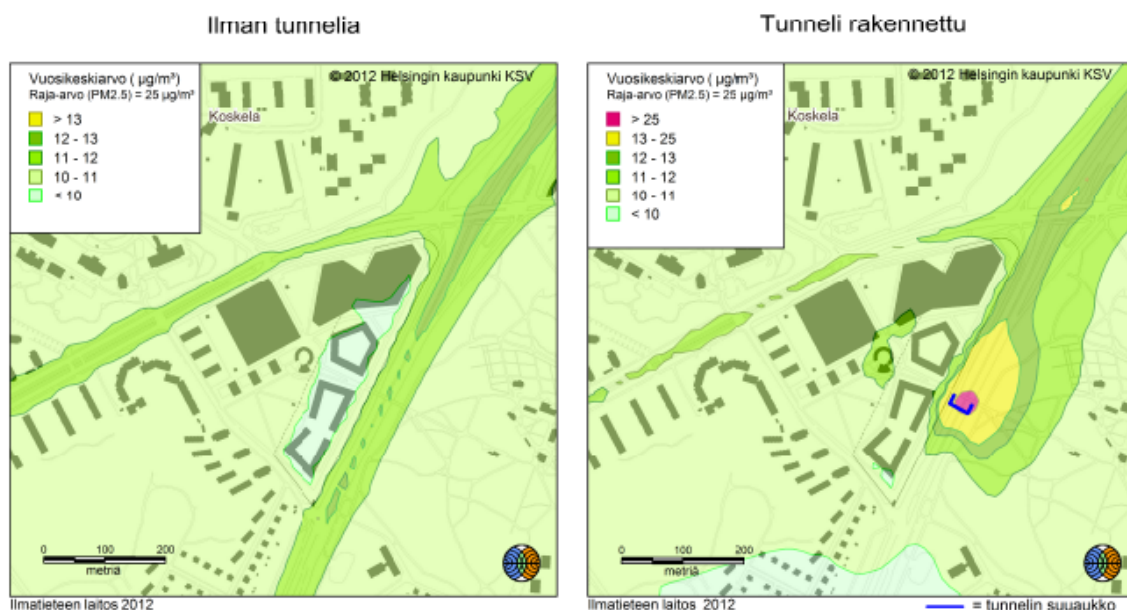 Ilman tunnelia
Vuosikeskiarvo ( µg/m³)
Raja-arvo (PM2.5) = 25 µg/m³
> 13
12 - 13
11 - 12
10 - 11
< 10
© 2012 Helsingin kaupunki KSV
Koskela
0 100 200
metriä
Ilmatieteen laitos 2012
Tunneli rakennettu
Vuosikeskiarvo ( µg/m³)
Raja-arvo (PM2.5) = 25 µg/m³
> 25
13 - 25
12 - 13
11 - 12
10 - 11
< 10
© 2012 Helsingin kaupunki KSV
Koskela
0 100 200
metriä
Ilmatieteen laitos 2012
= tunnelin suuaukko